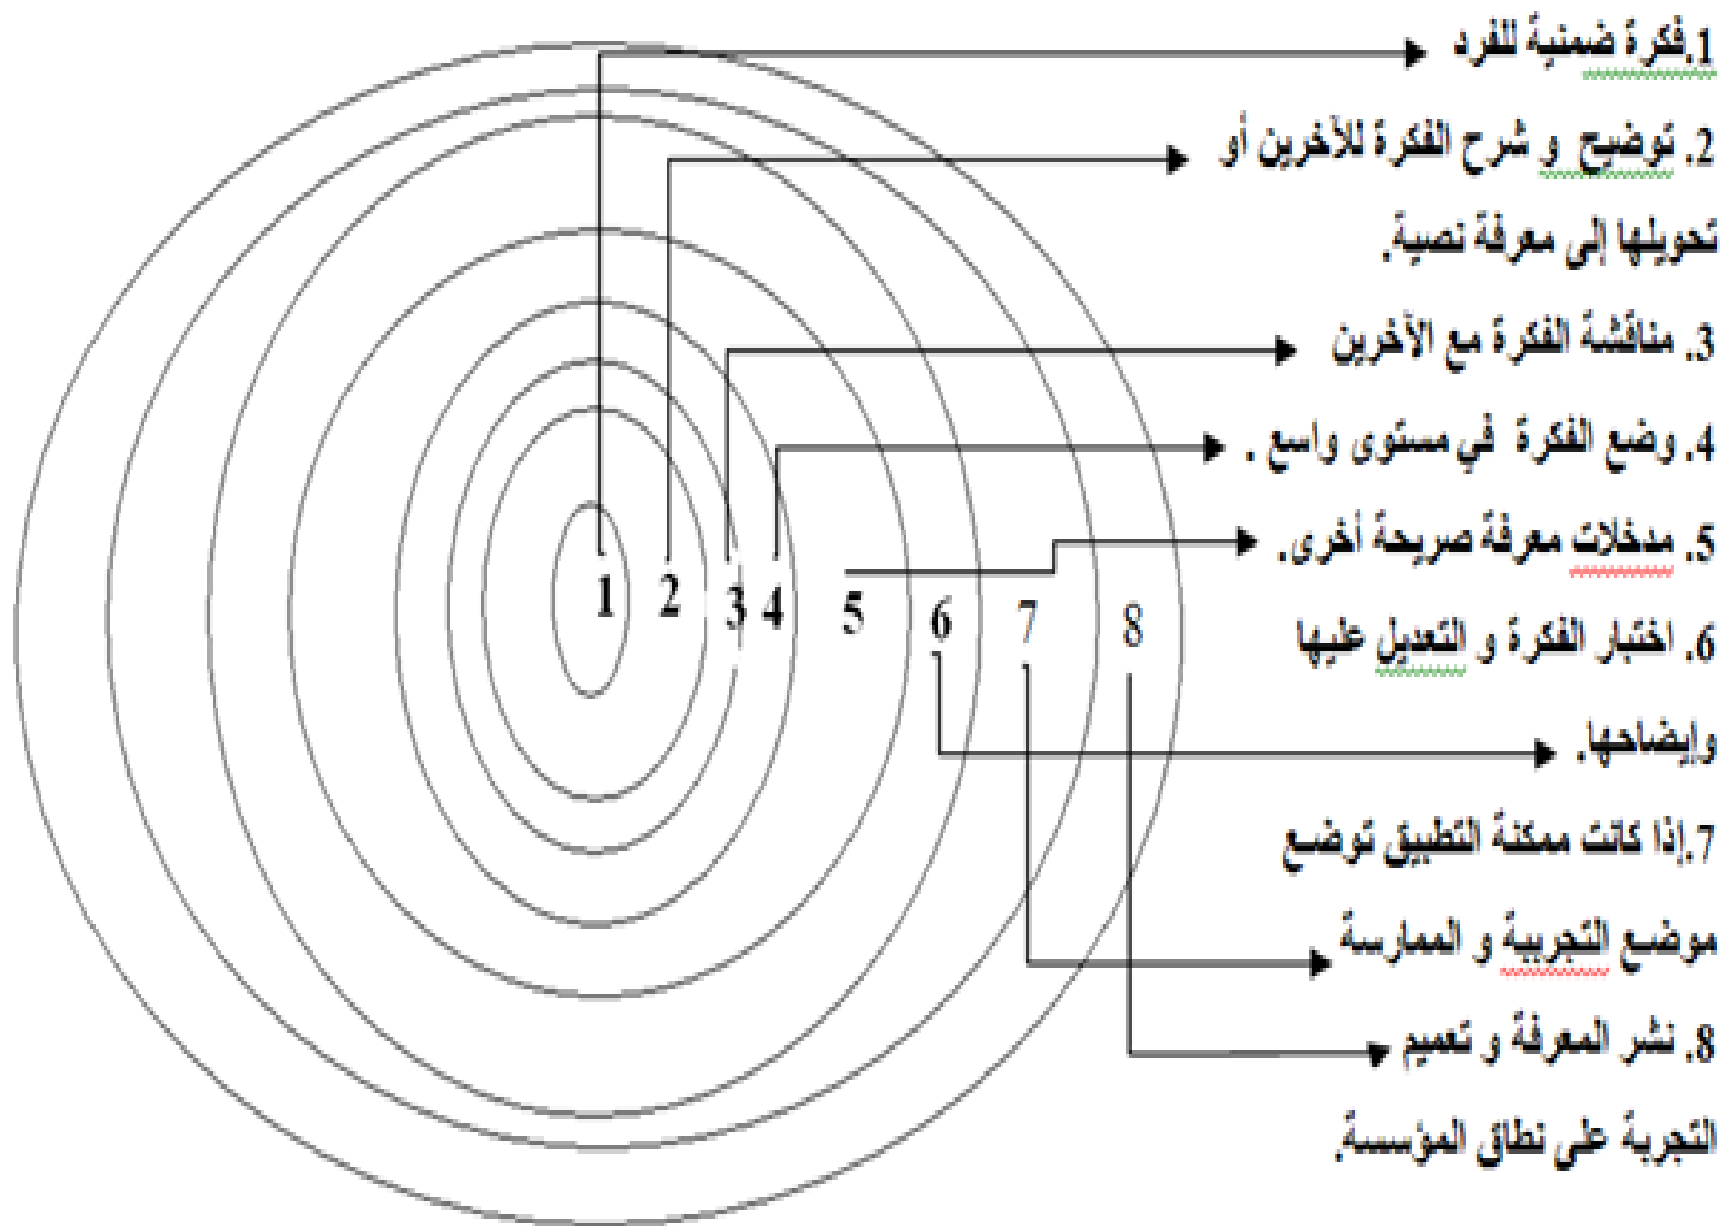 1.فكرة ضمنية للفرد
2. توضيح و شرح الفكرة للآخرين أو
تحويلها إلى معرفة نصية.
3. مناقشة الفكرة مع الآخرين
4. وضع الفكرة في مستوى واسع .
5. مدخلات معرفة صريحة أخرى.
6. اختبار الفكرة و التعديل عليها
وإيضاحها.
7.إذا كانت ممكنة التطبيق توضع
موضع التجريبية و الممارسة
8. نشر المعرفة و تعميم
التجربة على نطاق المؤسسة.
1 2 3 4 5 6 7 8